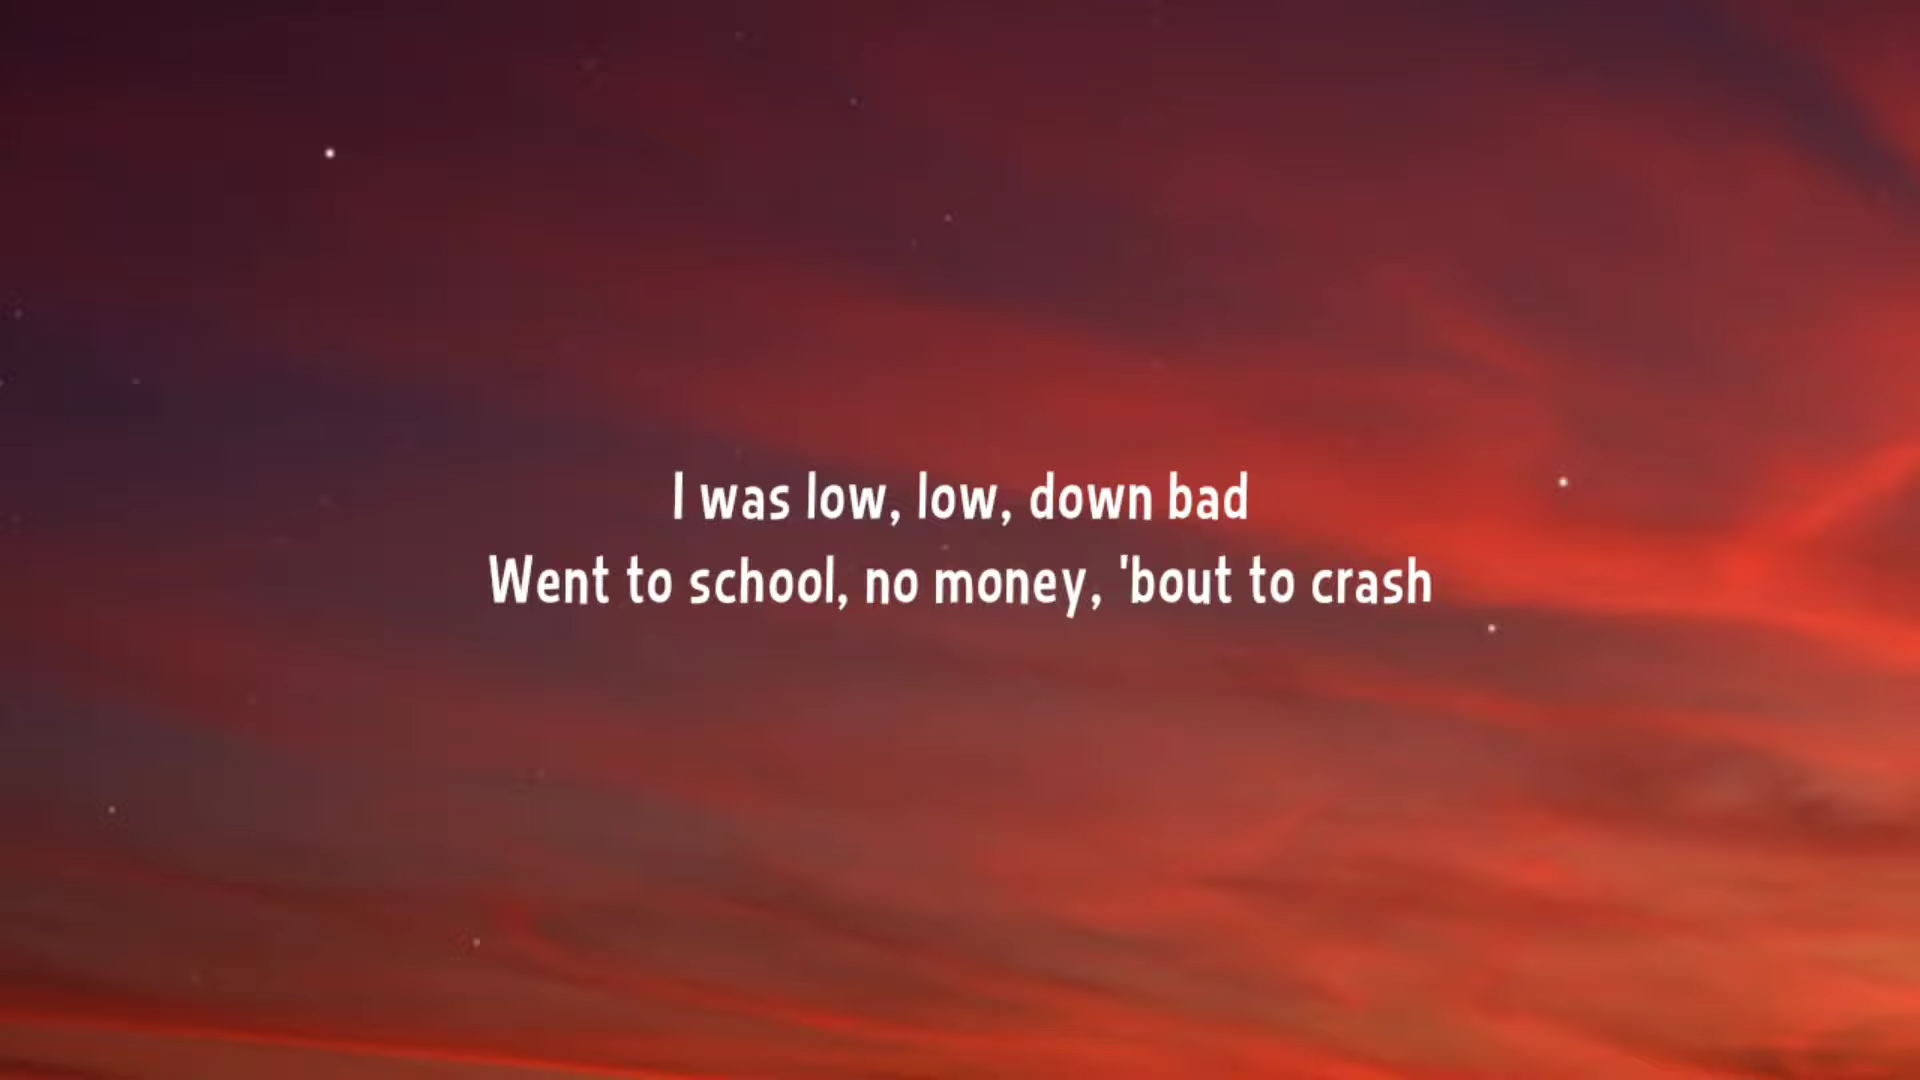 I was low, low, down bad
Went to school, no money, 'bout to crash